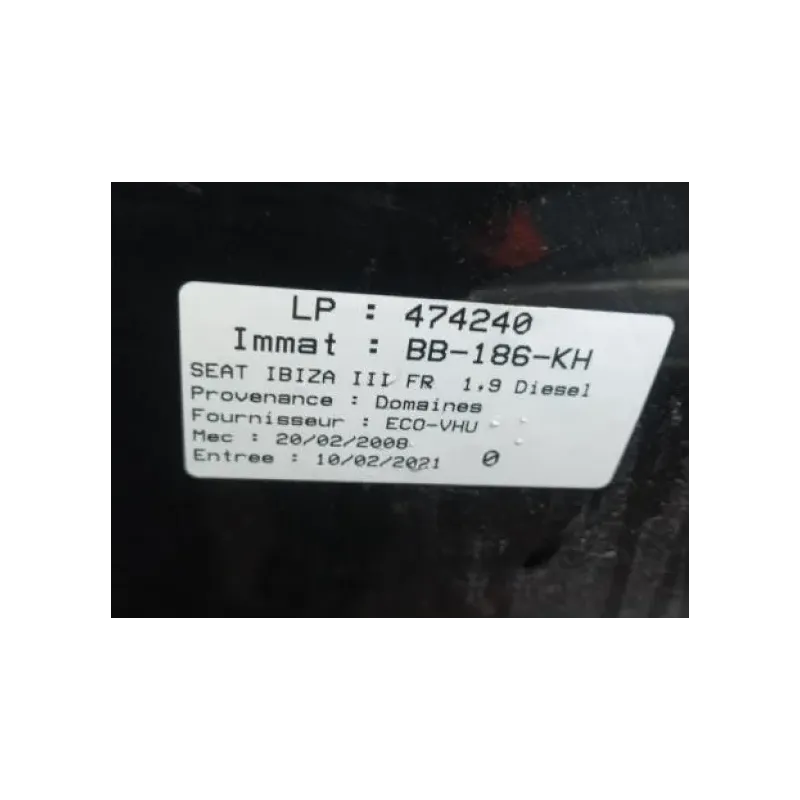 LP : 474240
Immat : BB-186-KH
SEAT IBIZA III FR 1.9 Diesel
Provenance : Domaines
Fournisseur : ECO-VHU
Mec : 20/02/2008
Entree : 10/02/2021 0